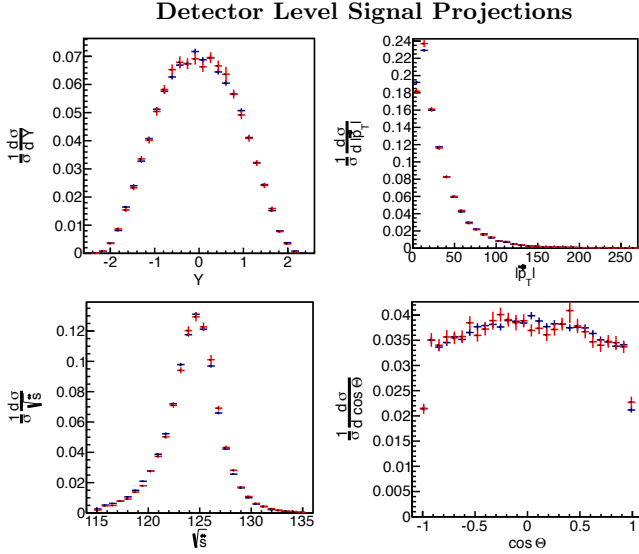 Detector Level Signal Projections
1/σ dσ/dY
0.07
0.06
0.05
0.04
0.03
0.02
0.01
0
-2 -1 0 1 2
Y
1/σ dσ/d|p⃗_T|
0.24
0.22
0.2
0.18
0.16
0.14
0.12
0.1
0.08
0.06
0.04
0.02
0
0 50 100 150 200 250
|p⃗_T|
1/σ dσ/√ŝ
0.12
0.1
0.08
0.06
0.04
0.02
0
115 120 125 130 135
√ŝ
1/σ dσ/d cos Θ
0.04
0.035
0.03
0.025
0.02
0.015
0.01
0.005
0
-1 -0.5 0 0.5 1
cos Θ